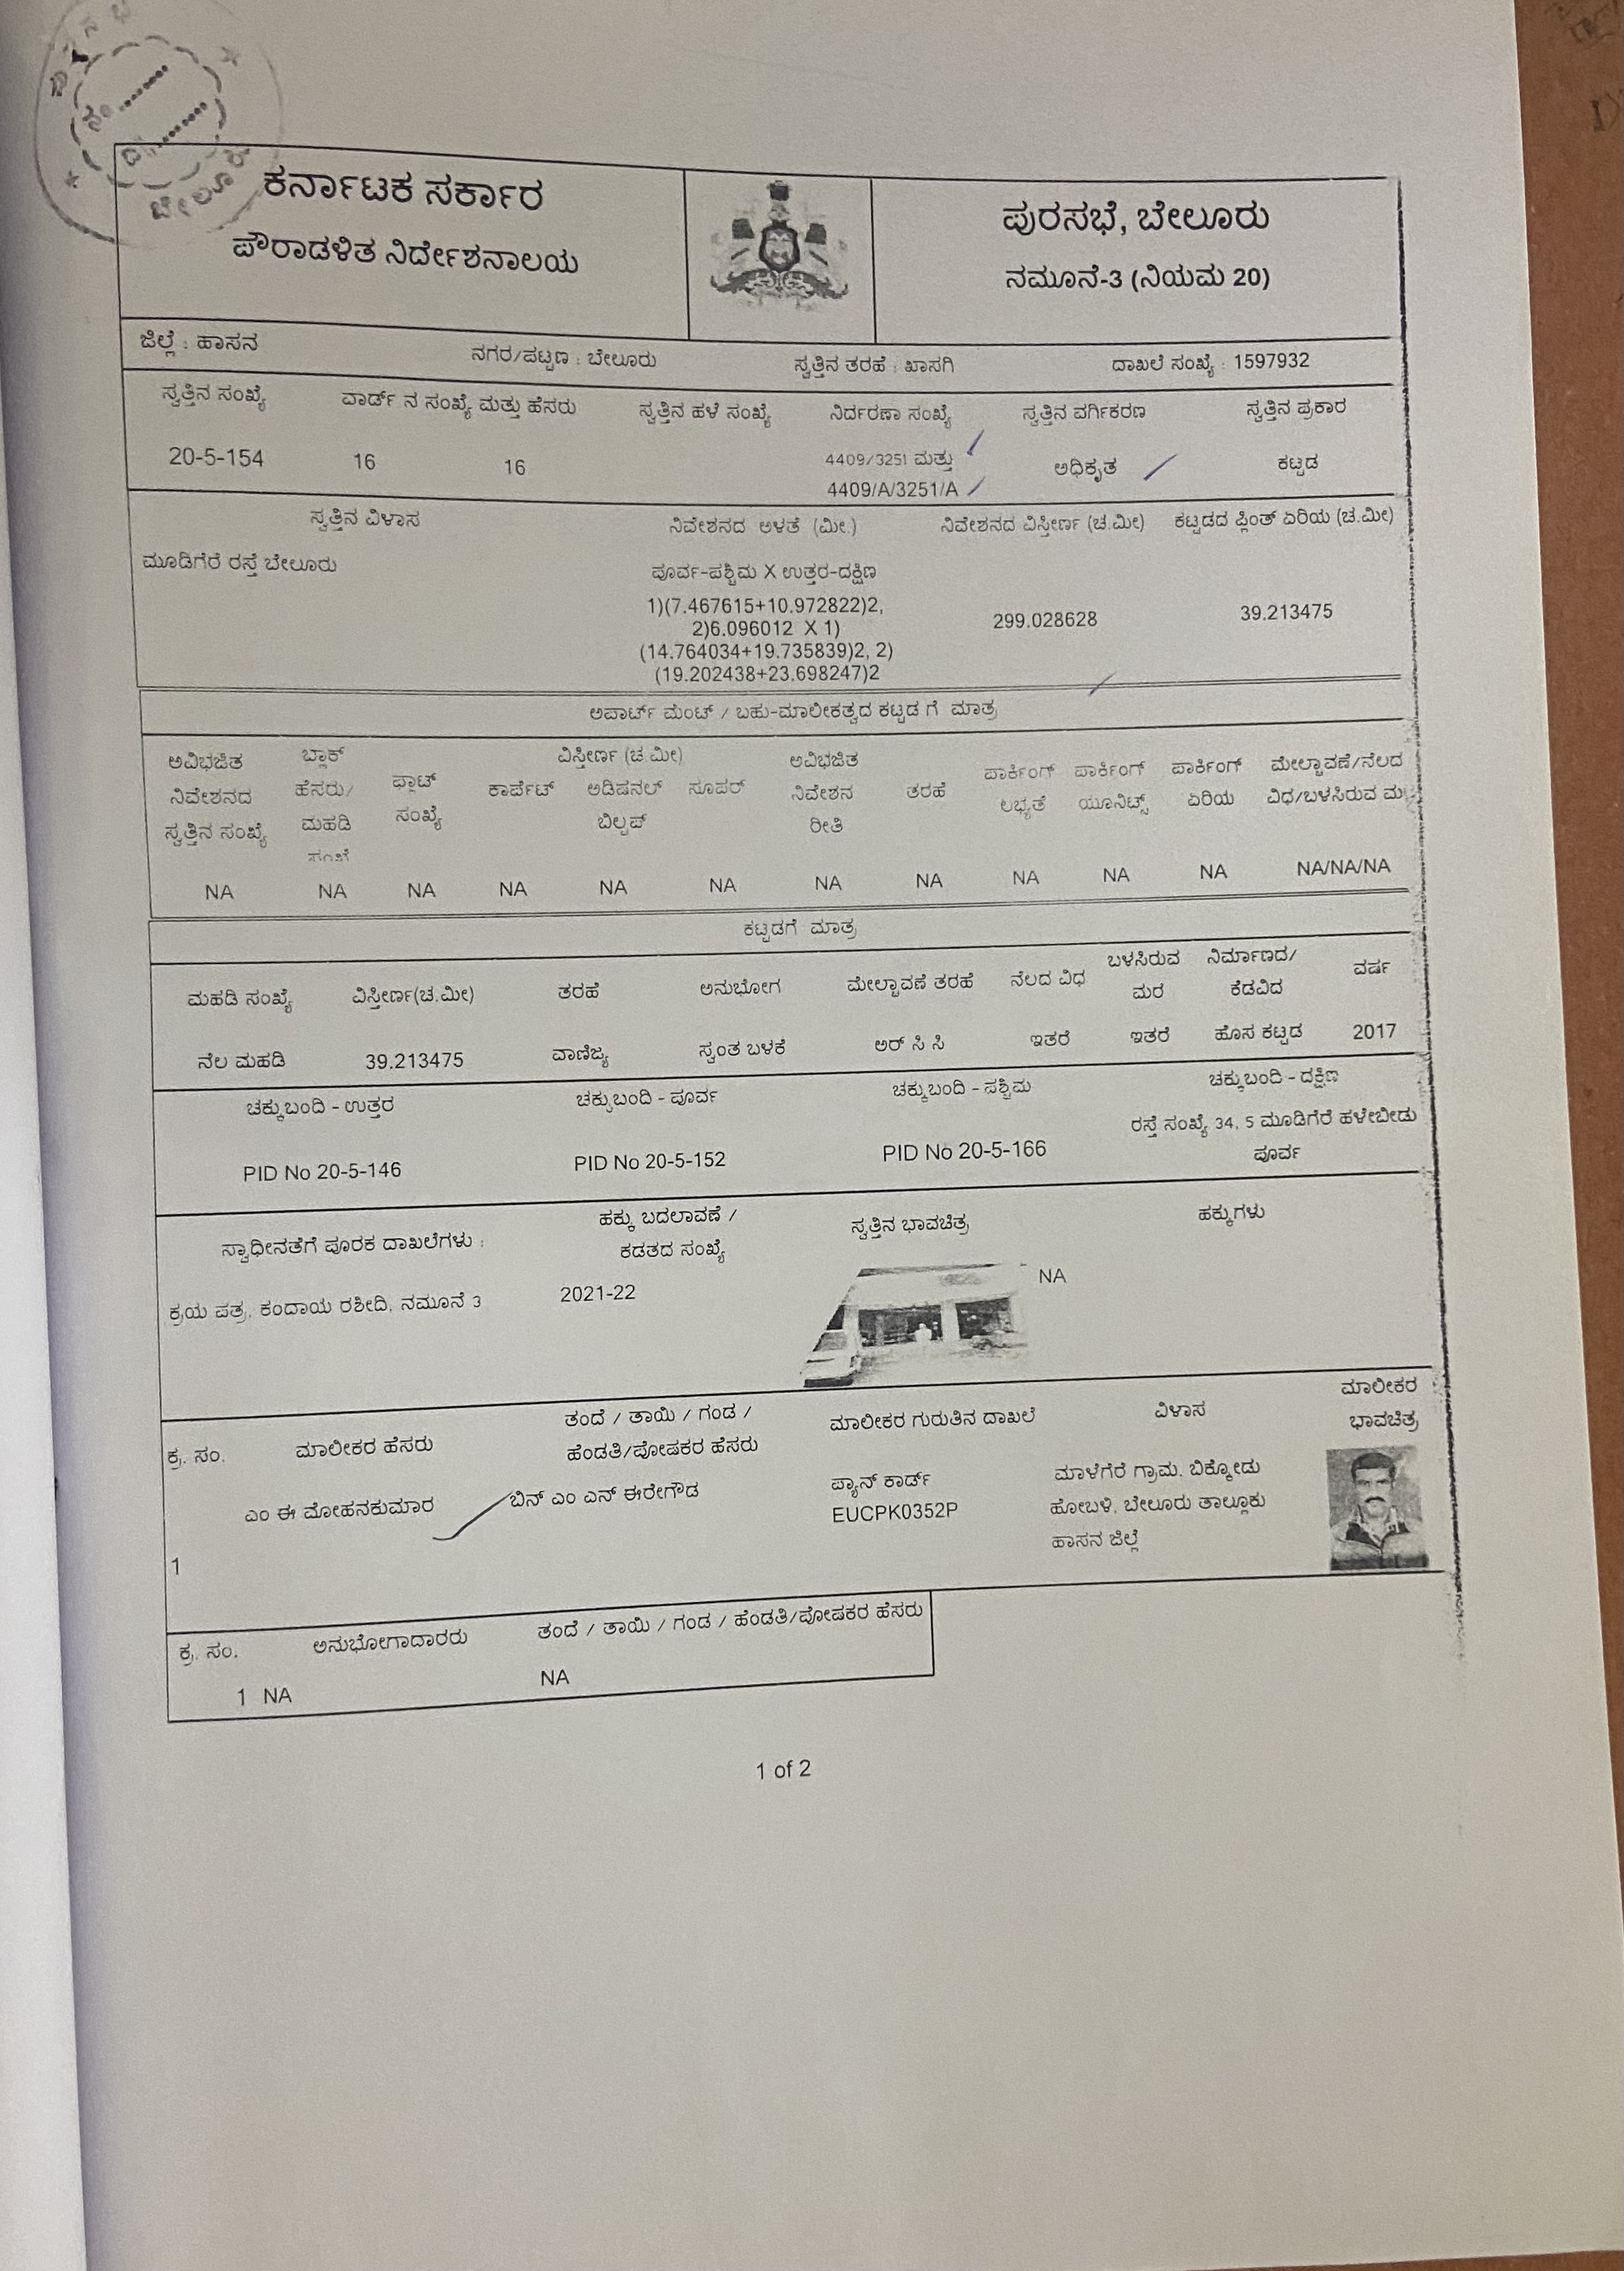 ಕರ್ನಾಟಕ ಸರ್ಕಾರ
ಪೌರಾಡಳಿತ ನಿರ್ದೇಶನಾಲಯ
ಪುರಸಭೆ, ಬೇಲೂರು
ನಮೂನೆ-3 (ನಿಯಮ 20)
ಜಿಲ್ಲೆ : ಹಾಸನ ನಗರ/ಪಟ್ಟಣ : ಬೇಲೂರು ಸ್ವತ್ತಿನ ತರಹೆ : ಖಾಸಗಿ ದಾಖಲೆ ಸಂಖ್ಯೆ : 1597932
ಸ್ವತ್ತಿನ ಸಂಖ್ಯೆ ವಾರ್ಡ್ ನ ಸಂಖ್ಯೆ ಮತ್ತು ಹೆಸರು ಸ್ವತ್ತಿನ ಹಳೆ ಸಂಖ್ಯೆ ನಿರ್ದರಣಾ ಸಂಖ್ಯೆ ಸ್ವತ್ತಿನ ವರ್ಗಿಕರಣ ಸ್ವತ್ತಿನ ಪ್ರಕಾರ
20-5-154 16 16 4409/3251 ಮತ್ತು ಅಧಿಕೃತ ಕಟ್ಟಡ
4409/A/3251/A
ಸ್ವತ್ತಿನ ವಿಳಾಸ ನಿವೇಶನದ ಅಳತೆ (ಮೀ.) ನಿವೇಶನದ ವಿಸ್ತೀರ್ಣ (ಚ.ಮೀ) ಕಟ್ಟಡದ ಪ್ಲಿಂತ್ ಏರಿಯ (ಚ.ಮೀ)
ಮೂಡಿಗೆರೆ ರಸ್ತೆ ಬೇಲೂರು ಪೂರ್ವ-ಪಶ್ಚಿಮ X ಉತ್ತರ-ದಕ್ಷಿಣ
1)(7.467615+10.972822)2,
2)6.096012 X 1) 299.028628 39.213475
(14.764034+19.735839)2, 2)
(19.202438+23.698247)2
ಅಪಾರ್ಟ್ ಮೆಂಟ್ / ಬಹು-ಮಾಲೀಕತ್ವದ ಕಟ್ಟಡ ಗೆ ಮಾತ್ರ
ಅವಿಭಜಿತ ಬ್ಲಾಕ್ ವಿಸ್ತೀರ್ಣ (ಚ.ಮೀ) ಅವಿಭಜಿತ
ನಿವೇಶನದ ಹೆಸರು/ ಫ್ಲಾಟ್ ಕಾರ್ಪೆಟ್ ಅಡಿಷನಲ್ ಸೂಪರ್ ನಿವೇಶನ ತರಹೆ ಪಾರ್ಕಿಂಗ್ ಪಾರ್ಕಿಂಗ್ ಪಾರ್ಕಿಂಗ್ ಮೇಲ್ಛಾವಣೆ/ನೆಲದ
ಸ್ವತ್ತಿನ ಸಂಖ್ಯೆ ಮಹಡಿ ಸಂಖ್ಯೆ ಬಿಲ್ಟಪ್ ರೀತಿ ಲಭ್ಯತೆ ಯೂನಿಟ್ಸ್ ಏರಿಯ ವಿಧ/ಬಳಸಿರುವ
NA NA NA NA NA NA NA NA NA NA NA NA/NA/NA
ಕಟ್ಟಡಗೆ ಮಾತ್ರ
ಮಹಡಿ ಸಂಖ್ಯೆ ವಿಸ್ತೀರ್ಣ(ಚ.ಮೀ) ತರಹೆ ಅನುಭೋಗ ಮೇಲ್ಛಾವಣೆ ತರಹೆ ನೆಲದ ವಿಧ ಬಳಸಿರುವ ನಿರ್ಮಾಣದ/ ವರ್ಷ
ಮರ ಕೆಡವಿದ
ನೆಲ ಮಹಡಿ 39.213475 ವಾಣಿಜ್ಯ ಸ್ವಂತ ಬಳಕೆ ಆರ್ ಸಿ ಸಿ ಇತರೆ ಇತರೆ ಹೊಸ ಕಟ್ಟಡ 2017
ಚಕ್ಕುಬಂದಿ - ಉತ್ತರ ಚಕ್ಕುಬಂದಿ - ಪೂರ್ವ ಚಕ್ಕುಬಂದಿ - ಪಶ್ಚಿಮ ಚಕ್ಕುಬಂದಿ - ದಕ್ಷಿಣ
PID No 20-5-146 PID No 20-5-152 PID No 20-5-166 ರಸ್ತೆ ಸಂಖ್ಯೆ 34, 5 ಮೂಡಿಗೆರೆ ಹಳೇಬೀಡು
ಪೂರ್ವ
ಸ್ವಾಧೀನತೆಗೆ ಪೂರಕ ದಾಖಲೆಗಳು : ಹಕ್ಕು ಬದಲಾವಣೆ / ಸ್ವತ್ತಿನ ಭಾವಚಿತ್ರ ಹಕ್ಕುಗಳು
ಕಡತದ ಸಂಖ್ಯೆ
ಕ್ರಯ ಪತ್ರ, ಕಂದಾಯ ರಶೀದಿ, ನಮೂನೆ 3 2021-22 NA
ಕ್ರ. ಸಂ. ಮಾಲೀಕರ ಹೆಸರು ತಂದೆ / ತಾಯಿ / ಗಂಡ / ಮಾಲೀಕರ ಗುರುತಿನ ದಾಖಲೆ ವಿಳಾಸ ಮಾಲೀಕರ
ಹೆಂಡತಿ/ಪೋಷಕರ ಹೆಸರು ಭಾವಚಿತ್ರ
ಎಂ ಈ ಮೋಹನಕುಮಾರ ಬಿನ್ ಎಂ ಎನ್ ಈರೇಗೌಡ ಪ್ಯಾನ್ ಕಾರ್ಡ್ ಮಾಳೆಗೆರೆ ಗ್ರಾಮ, ಬಿಕ್ಕೋಡು
EUCPK0352P ಹೋಬಳಿ, ಬೇಲೂರು ತಾಲ್ಲೂಕು
ಹಾಸನ ಜಿಲ್ಲೆ
1
ಕ್ರ. ಸಂ. ಅನುಭೋಗಾದಾರರು ತಂದೆ / ತಾಯಿ / ಗಂಡ / ಹೆಂಡತಿ/ಪೋಷಕರ ಹೆಸರು
1 NA NA
1 of 2